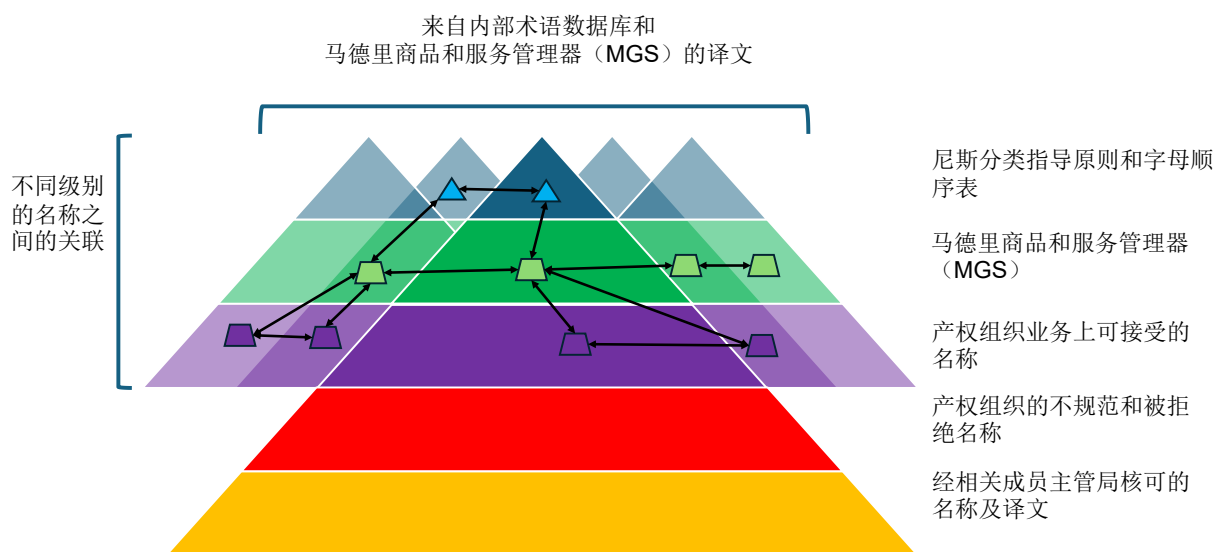 来自内部术语数据库和
马德里商品和服务管理器（MGS）的译文
不同级别
的名称之
间的关联
尼斯分类指导原则和字母顺
序表
马德里商品和服务管理器
（MGS）
产权组织业务上可接受的
名称
产权组织的不规范和被拒
绝名称
经相关成员主管局核可的
名称及译文